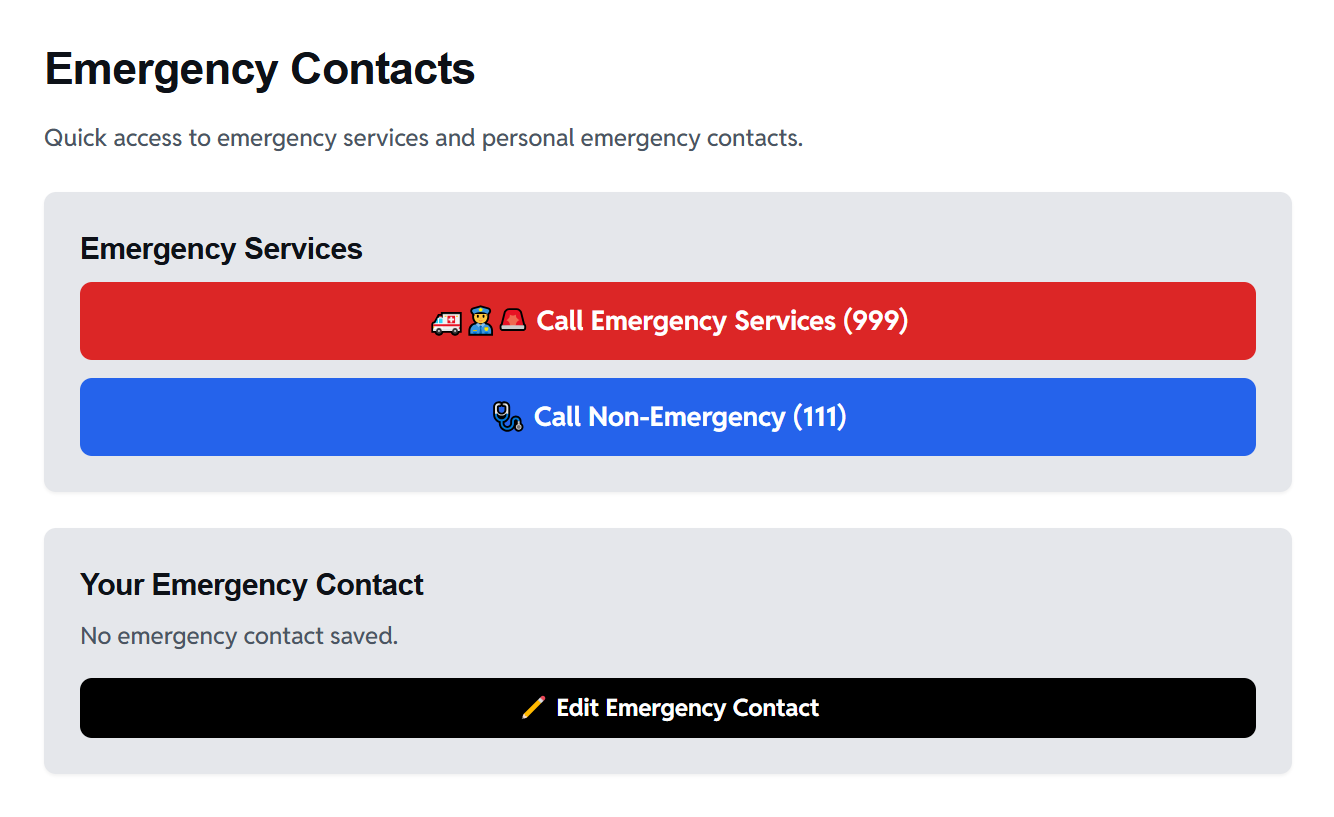 Emergency Contacts
Quick access to emergency services and personal emergency contacts.
Emergency Services
🚑👮🚨 Call Emergency Services (999)
🩺 Call Non-Emergency (111)
Your Emergency Contact
No emergency contact saved.
✏️ Edit Emergency Contact